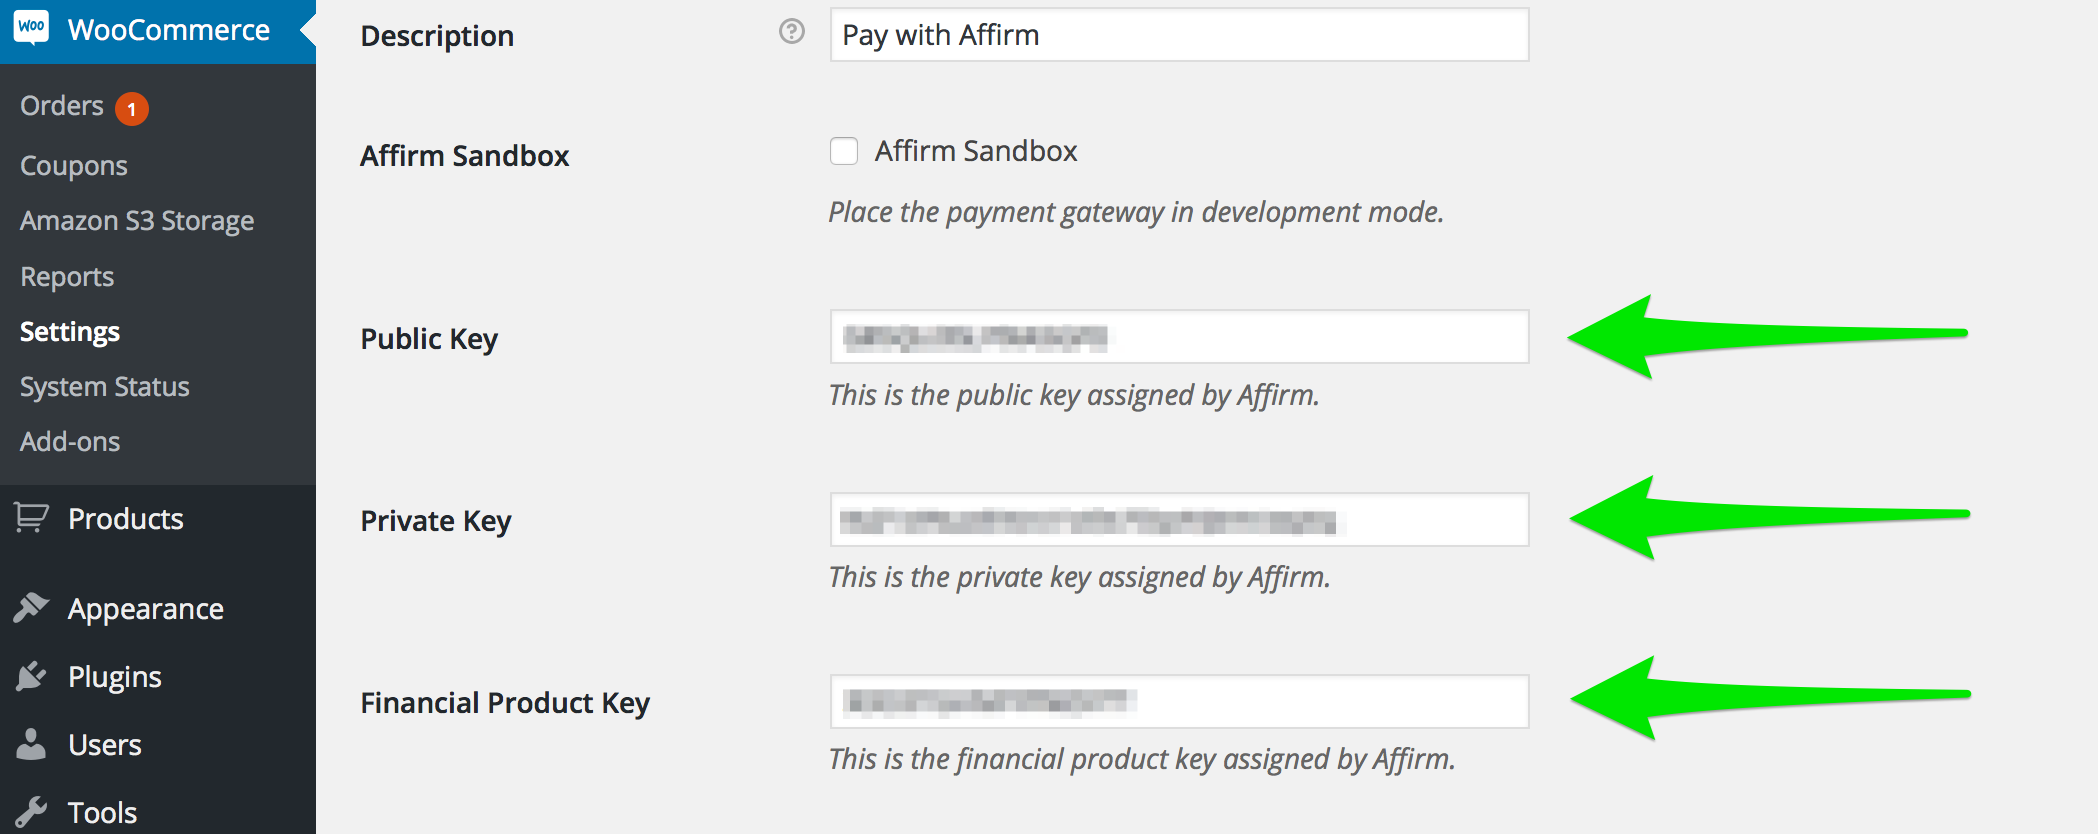 WOO WooCommerce
Orders 1
Coupons
Amazon S3 Storage
Reports
Settings
System Status
Add-ons
Products
Appearance
Plugins
Users
Tools
Description ? Pay with Affirm
Affirm Sandbox Affirm Sandbox
Place the payment gateway in development mode.
Public Key
This is the public key assigned by Affirm.
Private Key
This is the private key assigned by Affirm.
Financial Product Key
This is the financial product key assigned by Affirm.